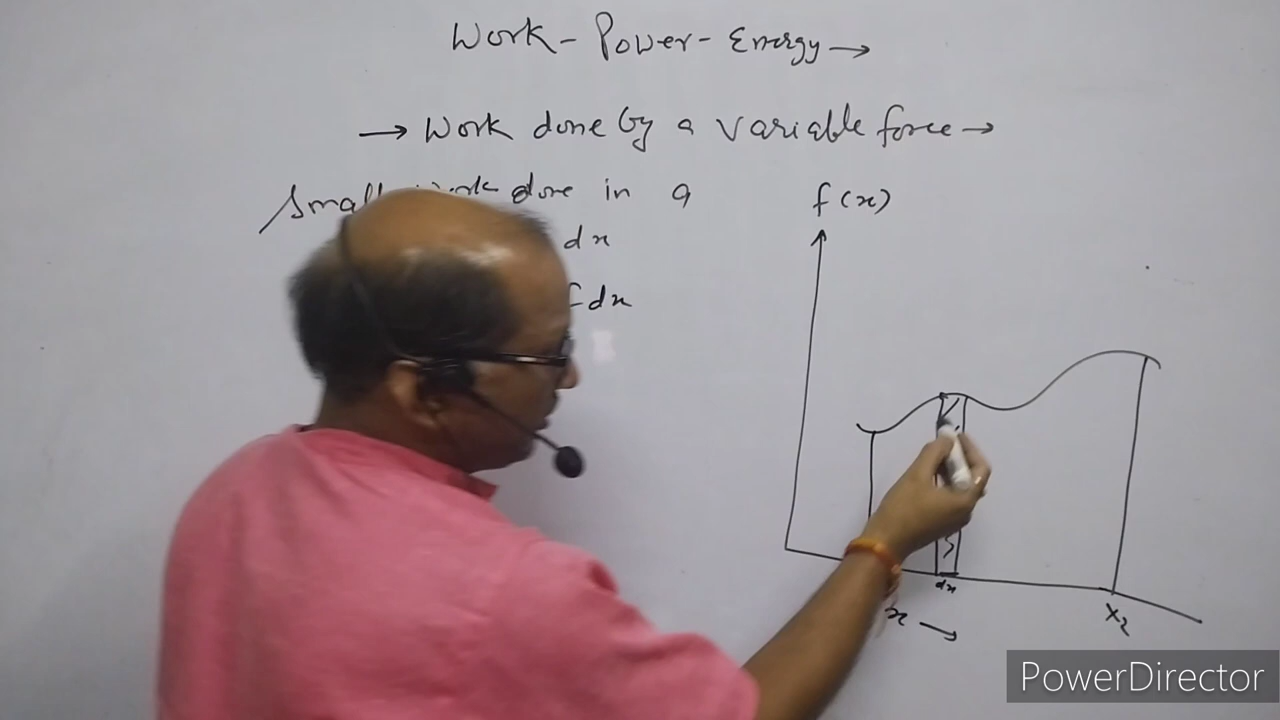 Work - Power - Energy →
→ Work done by a variable force →
Small work done in a
dx
f dx
f(x)
dx
x →
x₂
PowerDirector